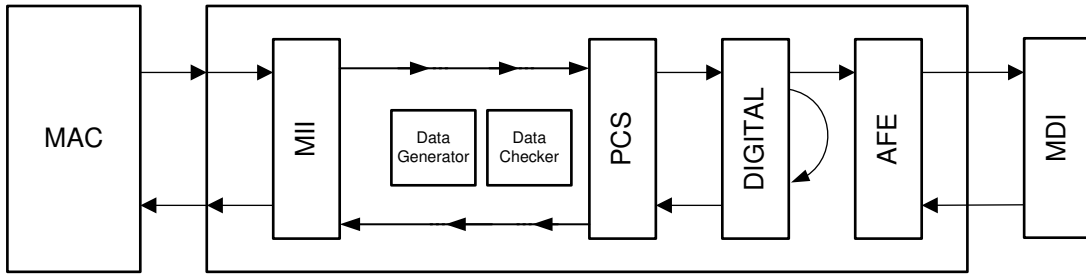 MAC
MII
Data
Generator
Data
Checker
PCS
DIGITAL
AFE
MDI